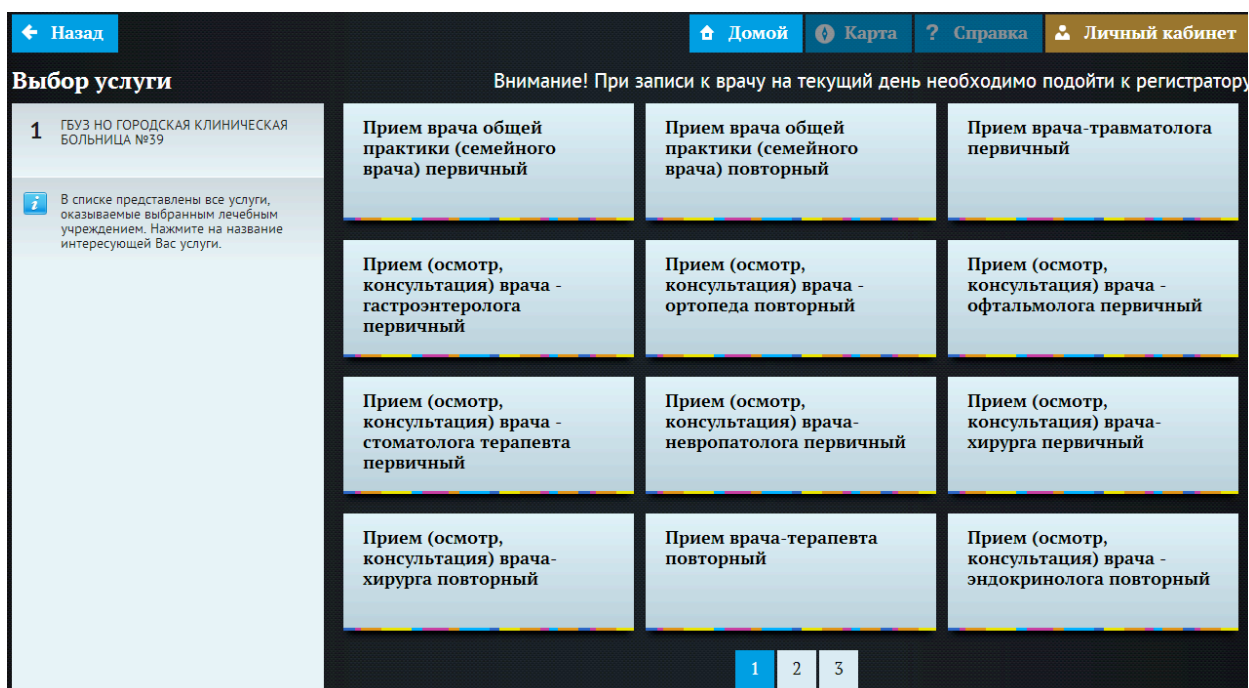 Назад
Домой
Карта
? Справка
Личный кабинет
Выбор услуги
Внимание! При записи к врачу на текущий день необходимо подойти к регистратору
1 ГБУЗ НО ГОРОДСКАЯ КЛИНИЧЕСКАЯ
БОЛЬНИЦА №39
i В списке представлены все услуги,
оказываемые выбранным лечебным
учреждением. Нажмите на название
интересующей Вас услуги.
Прием врача общей
практики (семейного
врача) первичный
Прием врача общей
практики (семейного
врача) повторный
Прием врача-травматолога
первичный
Прием (осмотр,
консультация) врача -
гастроэнтеролога
первичный
Прием (осмотр,
консультация) врача -
ортопеда повторный
Прием (осмотр,
консультация) врача -
офтальмолога первичный
Прием (осмотр,
консультация) врача -
стоматолога терапевта
первичный
Прием (осмотр,
консультация) врача-
невропатолога первичный
Прием (осмотр,
консультация) врача-
хирурга первичный
Прием (осмотр,
консультация) врача-
хирурга повторный
Прием врача-терапевта
повторный
Прием (осмотр,
консультация) врача -
эндокринолога повторный
1 2 3